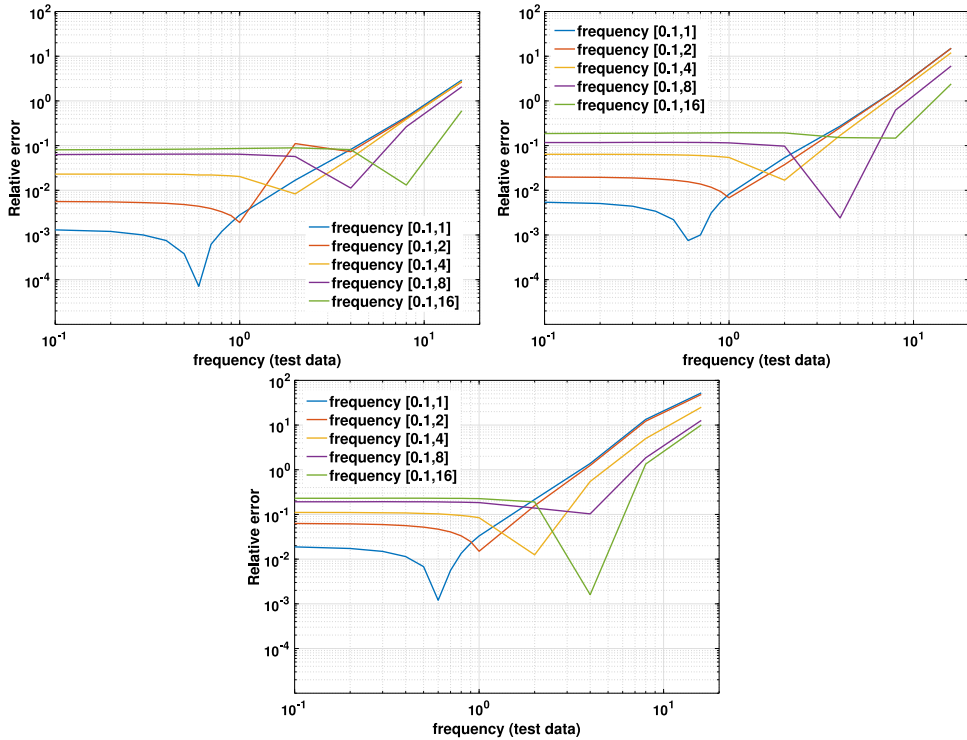 10^2
10^1
10^0
10^-1
10^-2
10^-3
10^-4
Relative error
frequency [0.1,1]
frequency [0.1,2]
frequency [0.1,4]
frequency [0.1,8]
frequency [0.1,16]
10^-1 10^0 10^1
frequency (test data)
10^2
10^1
10^0
10^-1
10^-2
10^-3
10^-4
Relative error
frequency [0.1,1]
frequency [0.1,2]
frequency [0.1,4]
frequency [0.1,8]
frequency [0.1,16]
10^-1 10^0 10^1
frequency (test data)
10^2
10^1
10^0
10^-1
10^-2
10^-3
10^-4
Relative error
frequency [0.1,1]
frequency [0.1,2]
frequency [0.1,4]
frequency [0.1,8]
frequency [0.1,16]
10^-1 10^0 10^1
frequency (test data)